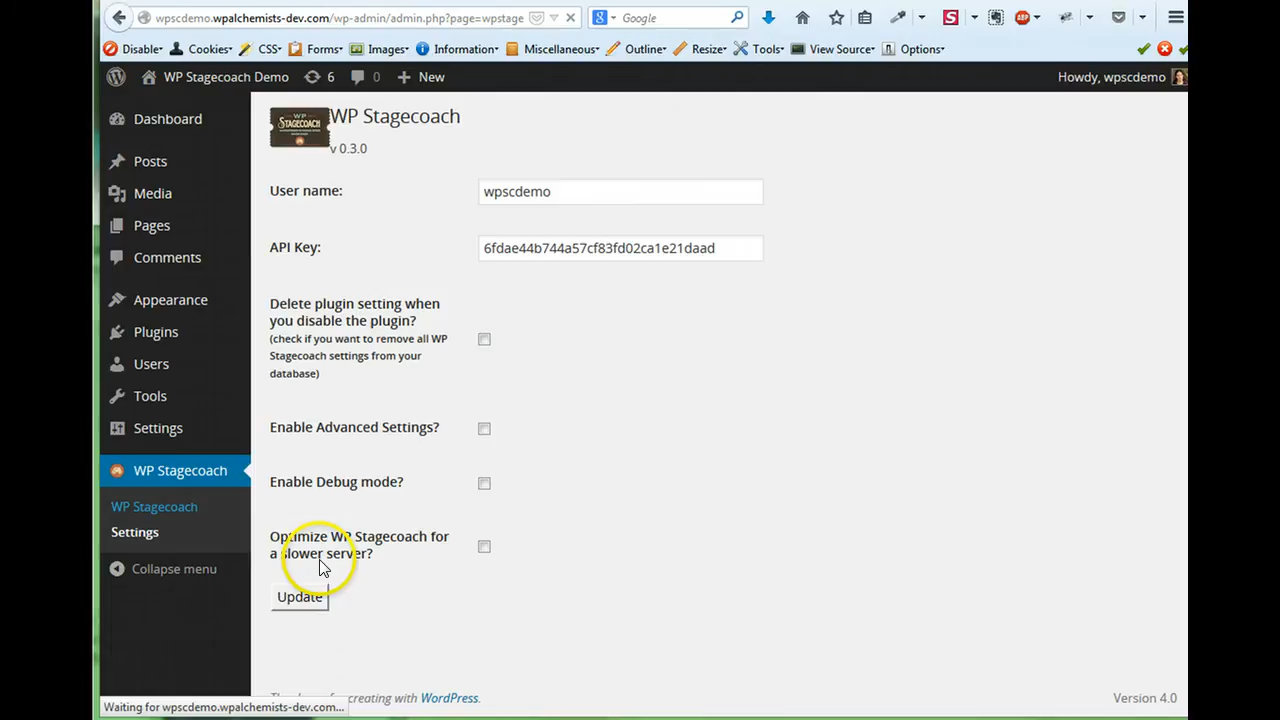 wpscdemo.wpalchemists-dev.com/wp-admin/admin.php?page=wpstage
Google
Disable▾ Cookies▾ CSS▾ Forms▾ Images▾ Information▾ Miscellaneous▾ Outline▾ Resize▾ Tools▾ View Source▾ Options▾
WP Stagecoach Demo 6 0 + New Howdy, wpscdemo
Dashboard
Posts
Media
Pages
Comments
Appearance
Plugins
Users
Tools
Settings
WP Stagecoach
WP Stagecoach
Settings
Collapse menu
WP
STAGECOACH
WP Stagecoach
v 0.3.0
User name: wpscdemo
API Key: 6fdae44b744a57cf83fd02ca1e21daad
Delete plugin setting when
you disable the plugin?
(check if you want to remove all WP
Stagecoach settings from your
database)
Enable Advanced Settings?
Enable Debug mode?
Optimize WP Stagecoach for
a slower server?
Update
creating with WordPress.
Version 4.0
Waiting for wpscdemo.wpalchemists-dev.com...